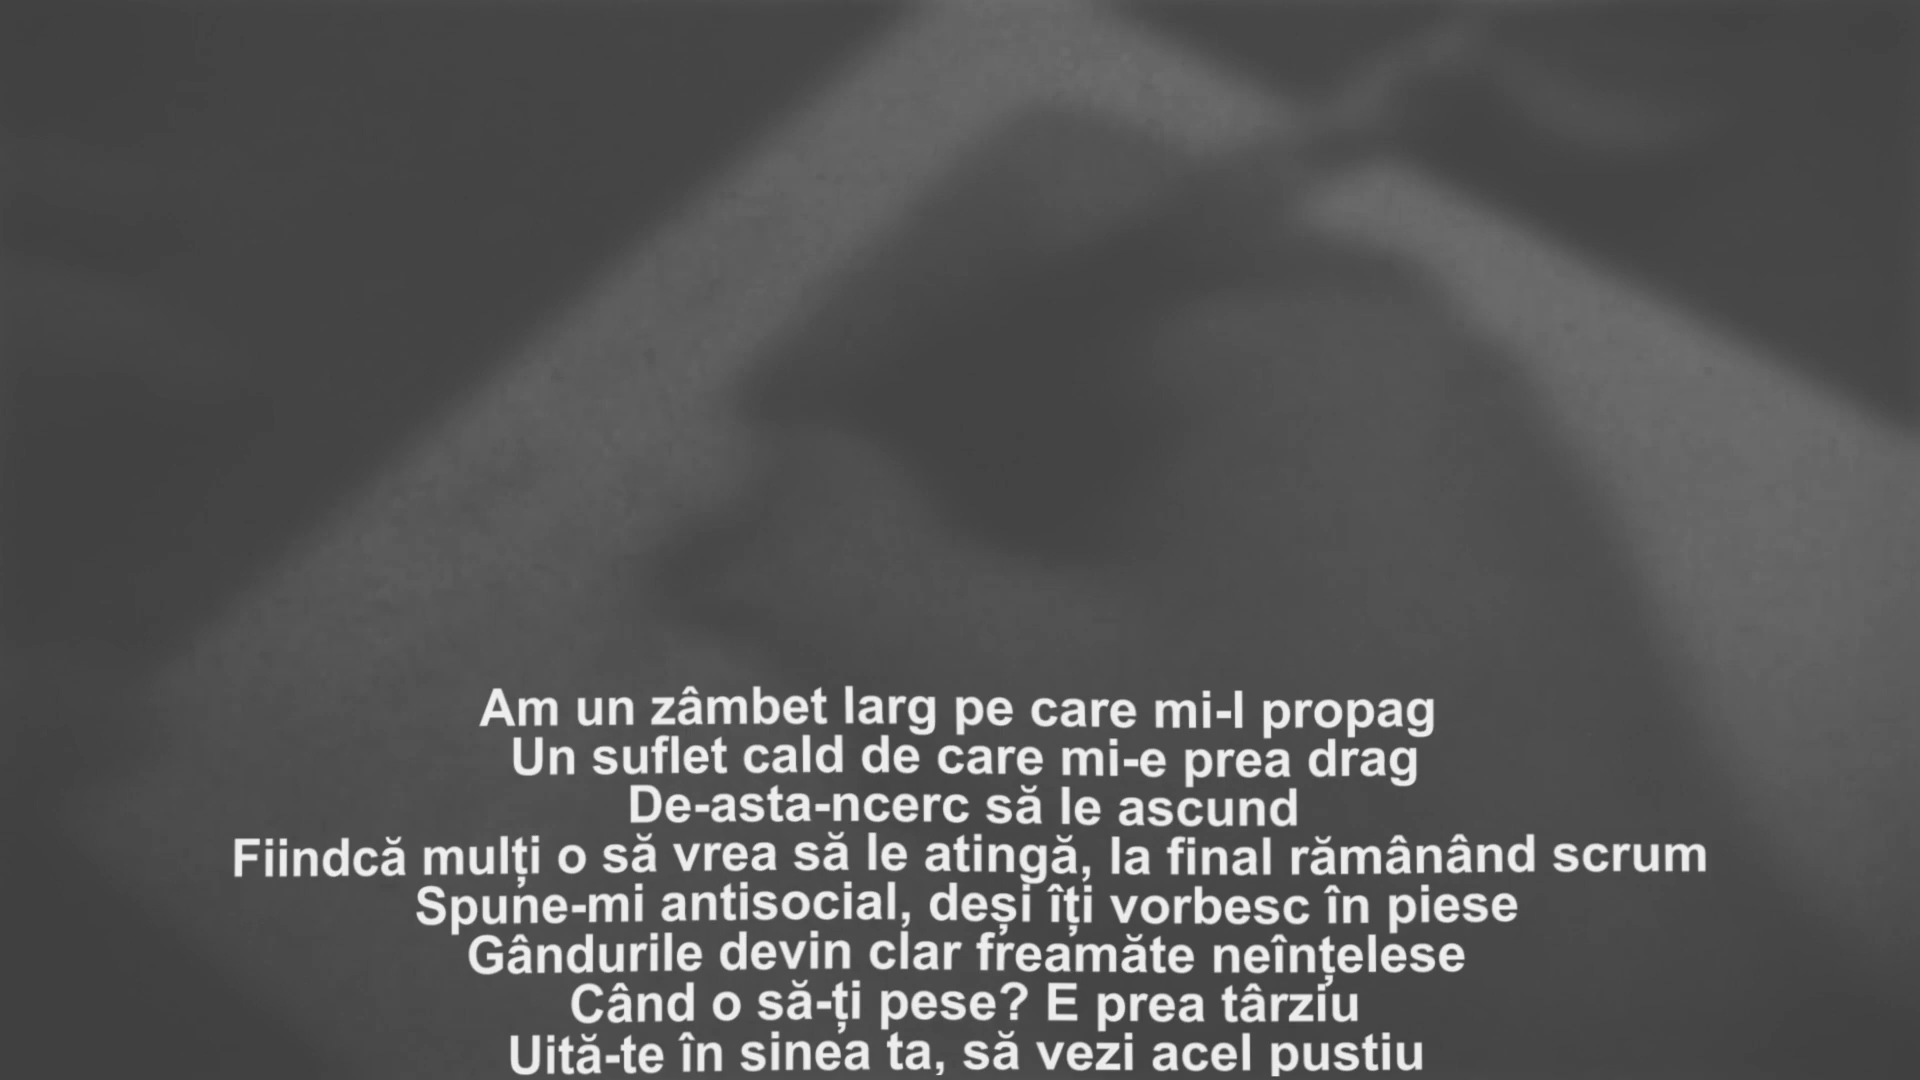 Am un zâmbet larg pe care mi-l propag
Un suflet cald de care mi-e prea drag
De-asta-ncerc să le ascund
Fiindcă mulți o să vrea să le atingă, la final rămânând scrum
Spune-mi antisocial, deși îți vorbesc în piese
Gândurile devin clar freamăte neînțelese
Când o să-ți pese? E prea târziu
Uită-te în sinea ta, să vezi acel pustiu